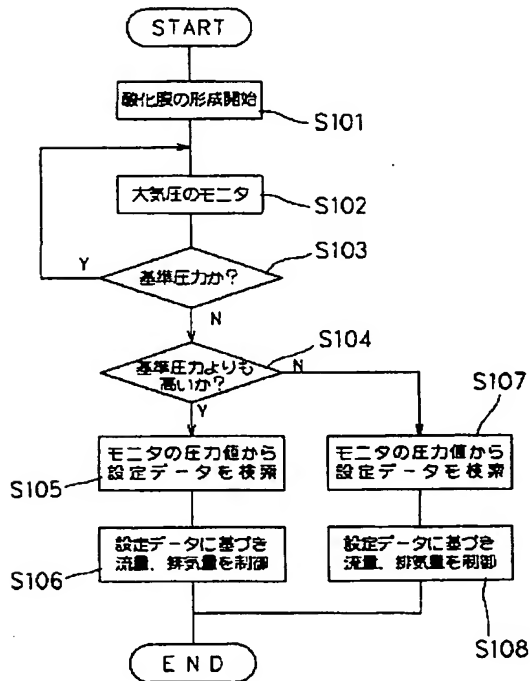 START
酸化膜の形成開始
S101
大気圧のモニタ
S102
S103
Y
基準圧力か?
N
S104
基準圧力よりも
高いか?
N
Y
S107
モニタの圧力値から
設定データを検索
S105
モニタの圧力値から
設定データを検索
設定データに基づき
流量、排気量を制御
S106
設定データに基づき
流量、排気量を制御
S108
END